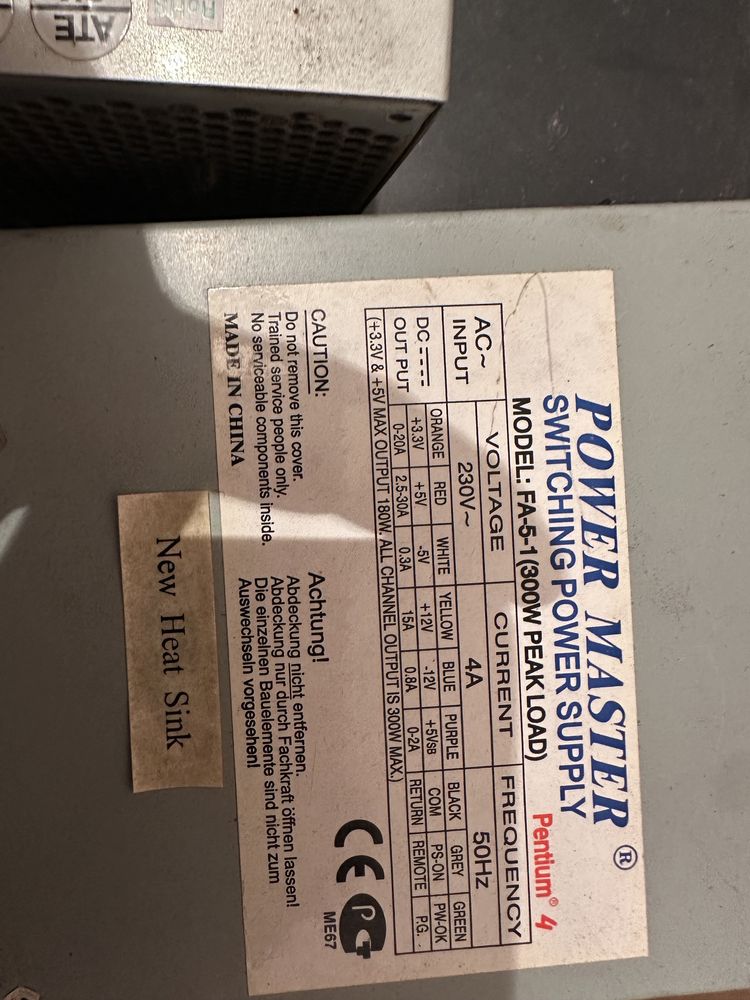 POWER MASTER®
SWITCHING POWER SUPPLY
MODEL: FA-5-1(300W PEAK LOAD) Pentium® 4
AC~ INPUT VOLTAGE CURRENT FREQUENCY
230V~ 4A 50Hz
DC OUT PUT ORANGE RED WHITE YELLOW BLUE PURPLE BLACK GREY GREEN
+3.3V +5V -5V +12V -12V +5VSB COM PS-ON PW-OK
0-20A 2.5-30A 0.3A 15A 0.8A 0-2A RETURN REMOTE P.G.
(+3.3V & +5V MAX OUTPUT 180W. ALL CHANNEL OUTPUT IS 300W MAX.)
CAUTION:
Do not remove this cover.
Trained service people only.
No serviceable components inside.
MADE IN CHINA
Achtung!
Abdeckung nicht entfernen.
Abdeckung nur durch Fachkraft öffnen lassen!
Die einzelnen Bauelemente sind nicht zum
Auswechseln vorgesehen!
CE
ME67
New Heat Sink
ATE